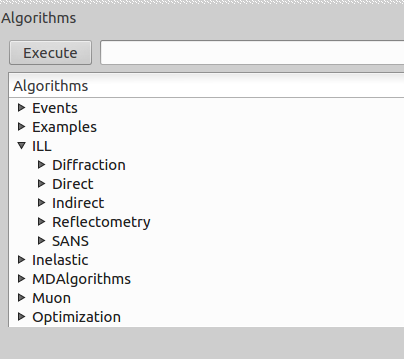 Algorithms
Execute
Algorithms
Events
Examples
ILL
Diffraction
Direct
Indirect
Reflectometry
SANS
Inelastic
MDAlgorithms
Muon
Optimization